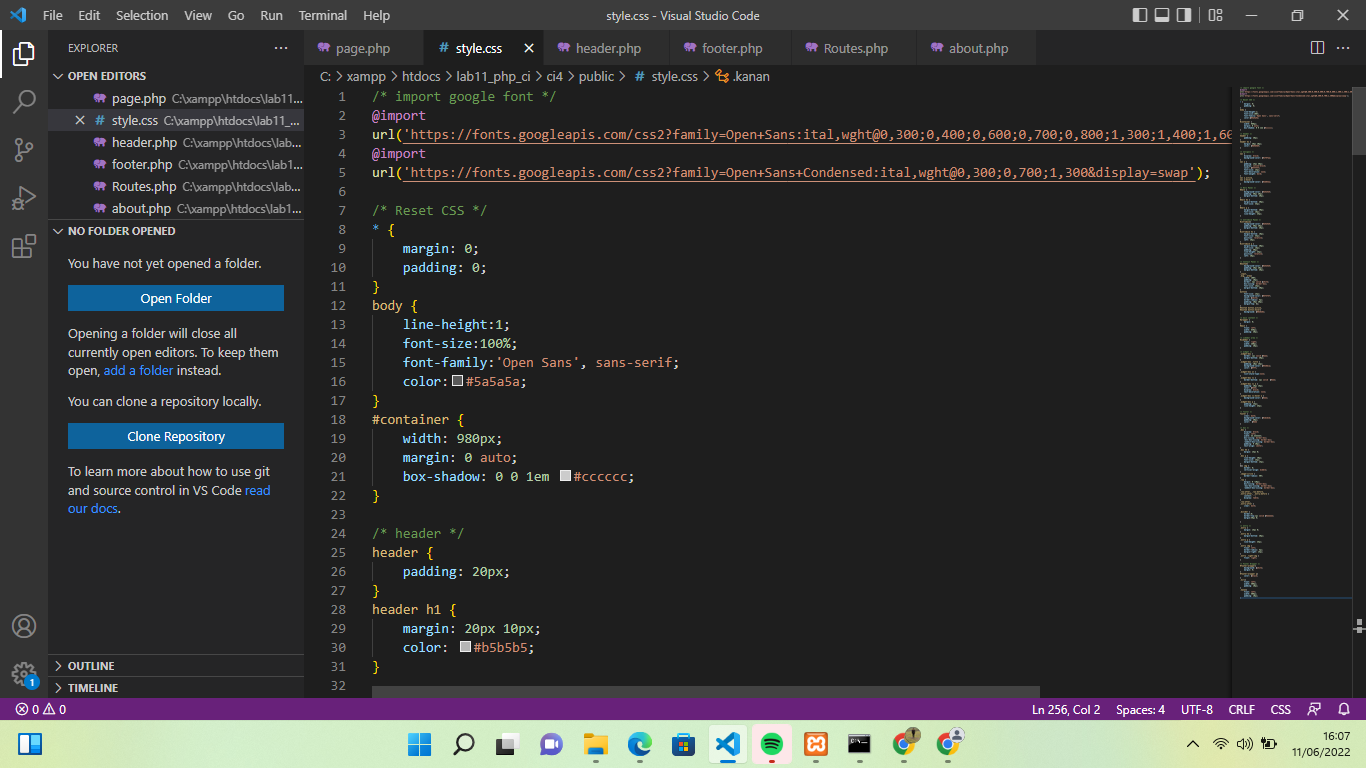 File Edit Selection View Go Run Terminal Help
style.css - Visual Studio Code
EXPLORER
OPEN EDITORS
page.php C:\xampp\htdocs\lab11...
style.css C:\xampp\htdocs\lab11_...
header.php C:\xampp\htdocs\lab...
footer.php C:\xampp\htdocs\lab1...
Routes.php C:\xampp\htdocs\lab...
about.php C:\xampp\htdocs\lab1...
NO FOLDER OPENED
You have not yet opened a folder.
Open Folder
Opening a folder will close all
currently open editors. To keep them
open, add a folder instead.
You can clone a repository locally.
Clone Repository
To learn more about how to use git
and source control in VS Code read
our docs.
OUTLINE
TIMELINE
page.php # style.css header.php footer.php Routes.php about.php
C: > xampp > htdocs > lab11_php_ci > ci4 > public > # style.css > .kanan
1 /* import google font */
2 @import
3 url('https://fonts.googleapis.com/css2?family=Open+Sans:ital,wght@0,300;0,400;0,600;0,700;0,800;1,300;1,400;1,60
4 @import
5 url('https://fonts.googleapis.com/css2?family=Open+Sans+Condensed:ital,wght@0,300;0,700;1,300&display=swap');
6
7 /* Reset CSS */
8 * {
9 margin: 0;
10 padding: 0;
11 }
12 body {
13 line-height:1;
14 font-size:100%;
15 font-family:'Open Sans', sans-serif;
16 color:#5a5a5a;
17 }
18 #container {
19 width: 980px;
20 margin: 0 auto;
21 box-shadow: 0 0 1em #cccccc;
22 }
23
24 /* header */
25 header {
26 padding: 20px;
27 }
28 header h1 {
29 margin: 20px 10px;
30 color: #b5b5b5;
31 }
32
1
0 0
Ln 256, Col 2 Spaces: 4 UTF-8 CRLF CSS
16:07
11/06/2022